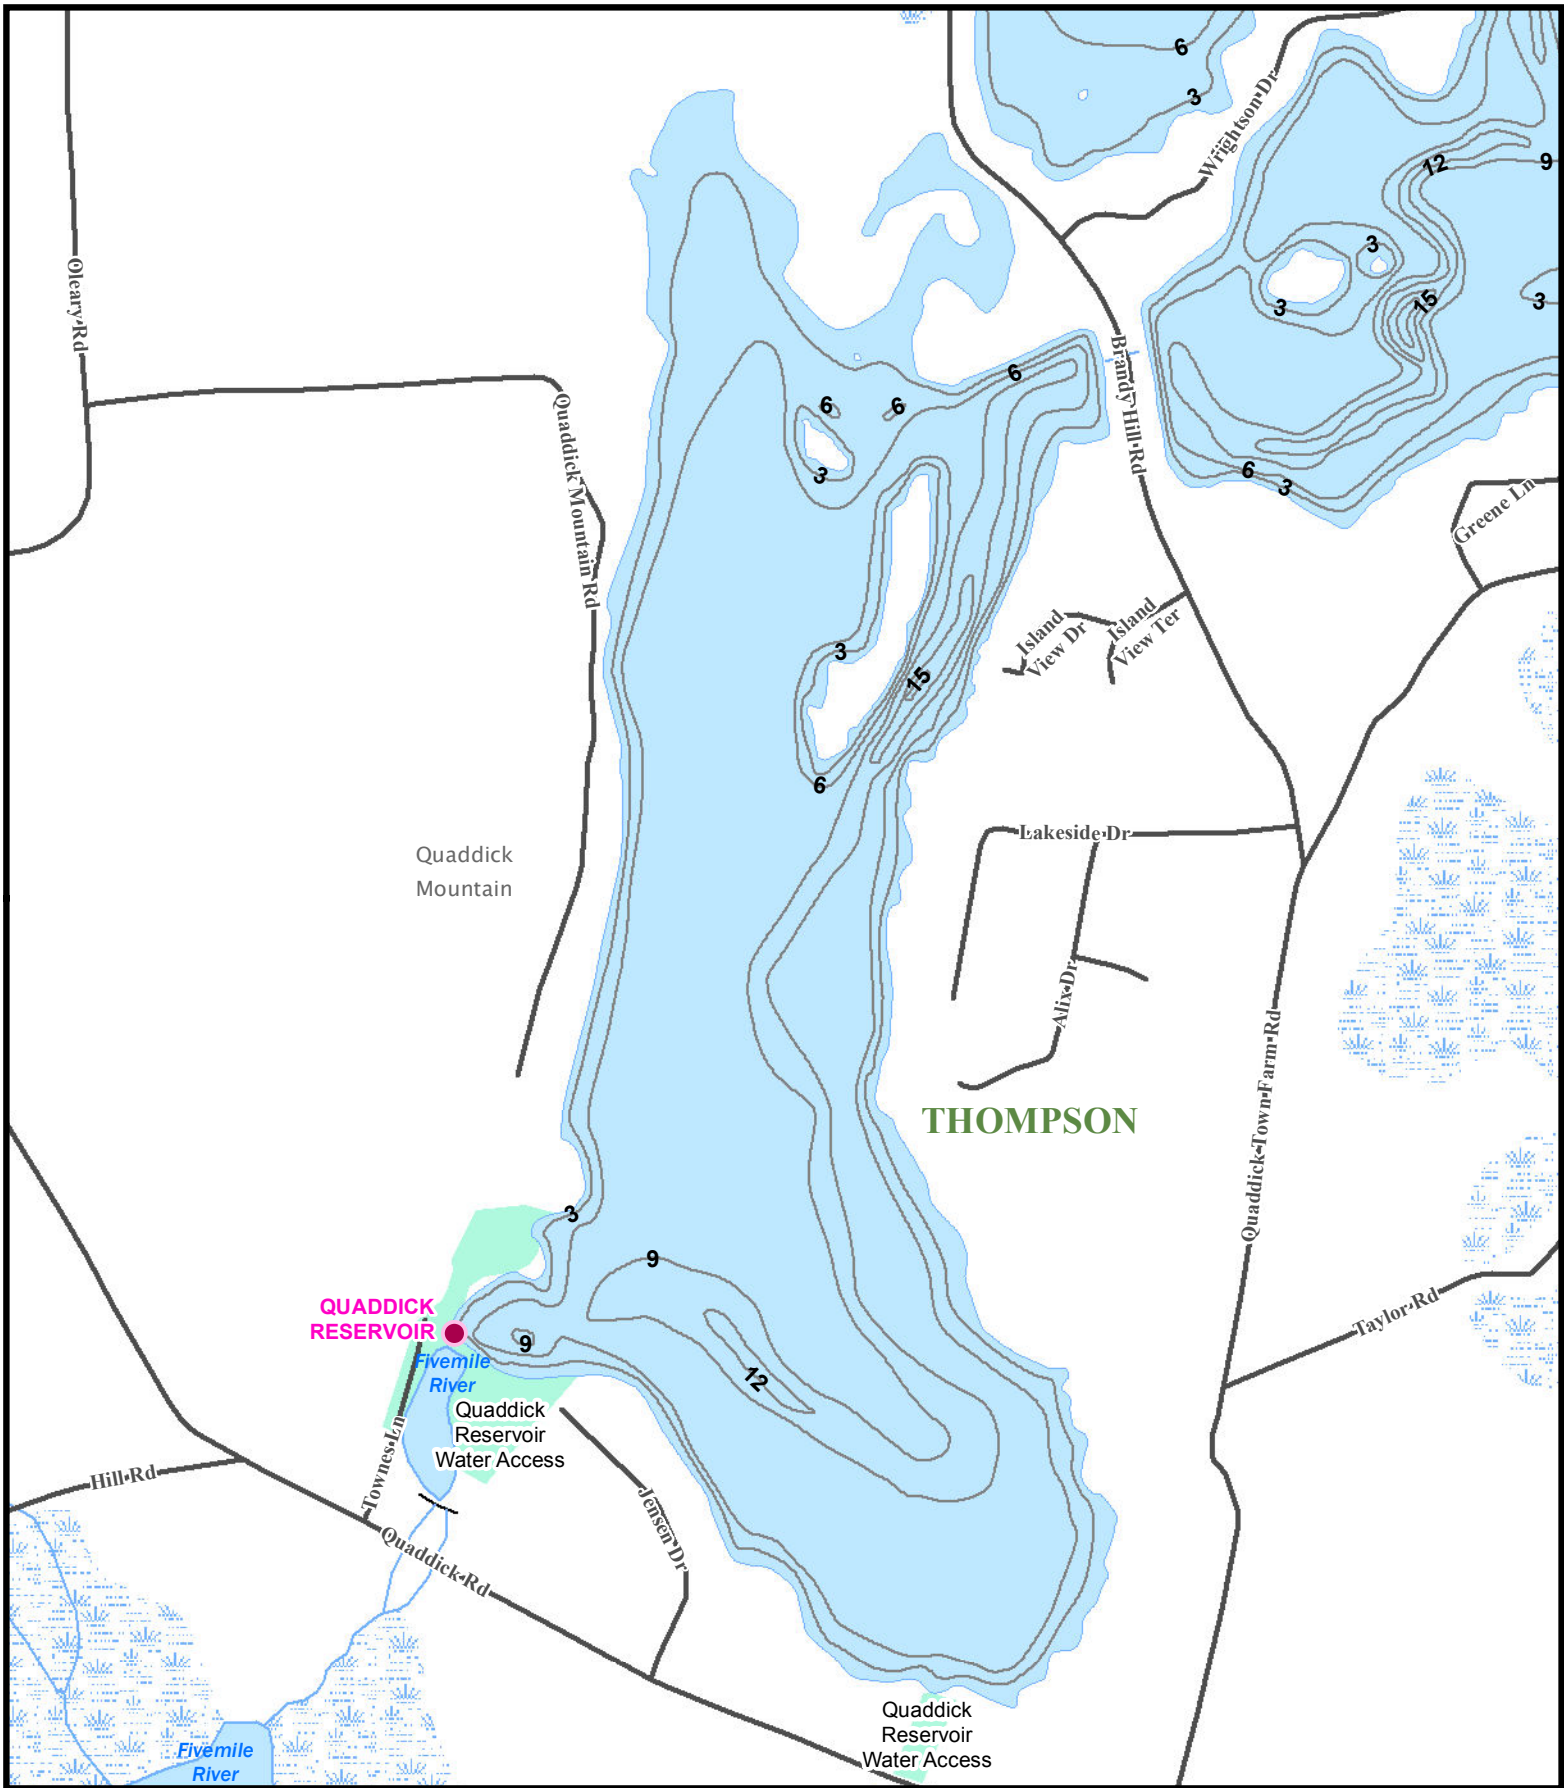 6
3
Wrightson Dr
12
9
3
3
15
3
Oleary Rd
Brandy Hill Rd
6
6
6
3
Quaddick Mountain Rd
6
3
Greene Ln
Island
View Dr
Island
View Ter
3
15
6
Lakeside Dr
Quaddick
Mountain
Alix Dr
THOMPSON
Quaddick Town Farm Rd
3
9
QUADDICK
RESERVOIR
9
Taylor Rd
Fivemile
River
12
Quaddick
Reservoir
Water Access
Townes Ln
Hill Rd
Jensen Dr
Quaddick Rd
Quaddick
Reservoir
Water Access
Fivemile
River